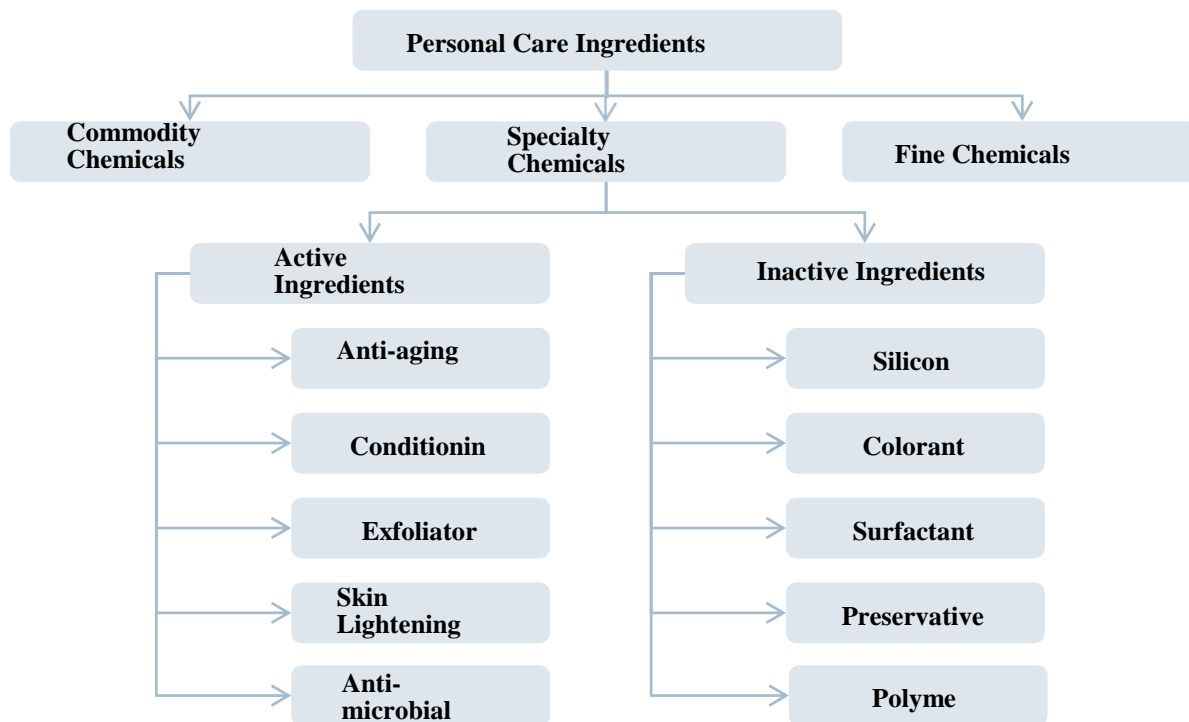 Personal Care Ingredients
Commodity
Chemicals
Specialty
Chemicals
Fine Chemicals
Active
Ingredients
Inactive Ingredients
Anti-aging
Silicon
Conditionin
Colorant
Exfoliator
Surfactant
Skin
Lightening
Preservative
Anti-
microbial
Polyme